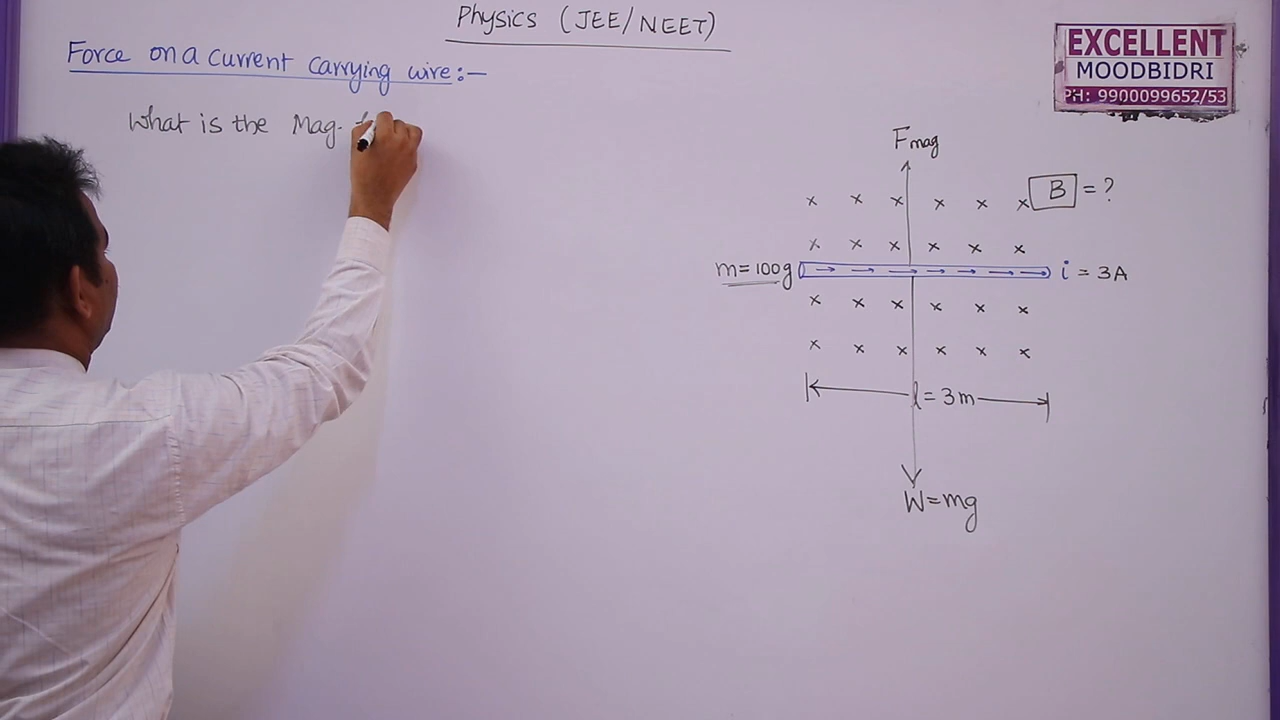 Physics (JEE/NEET)
EXCELLENT
MOODBIDRI
PH: 9900099652/53
Force on a current carrying wire:-
What is the Mag.
Fmag
B = ?
m=100g
i = 3A
l = 3m
W=mg